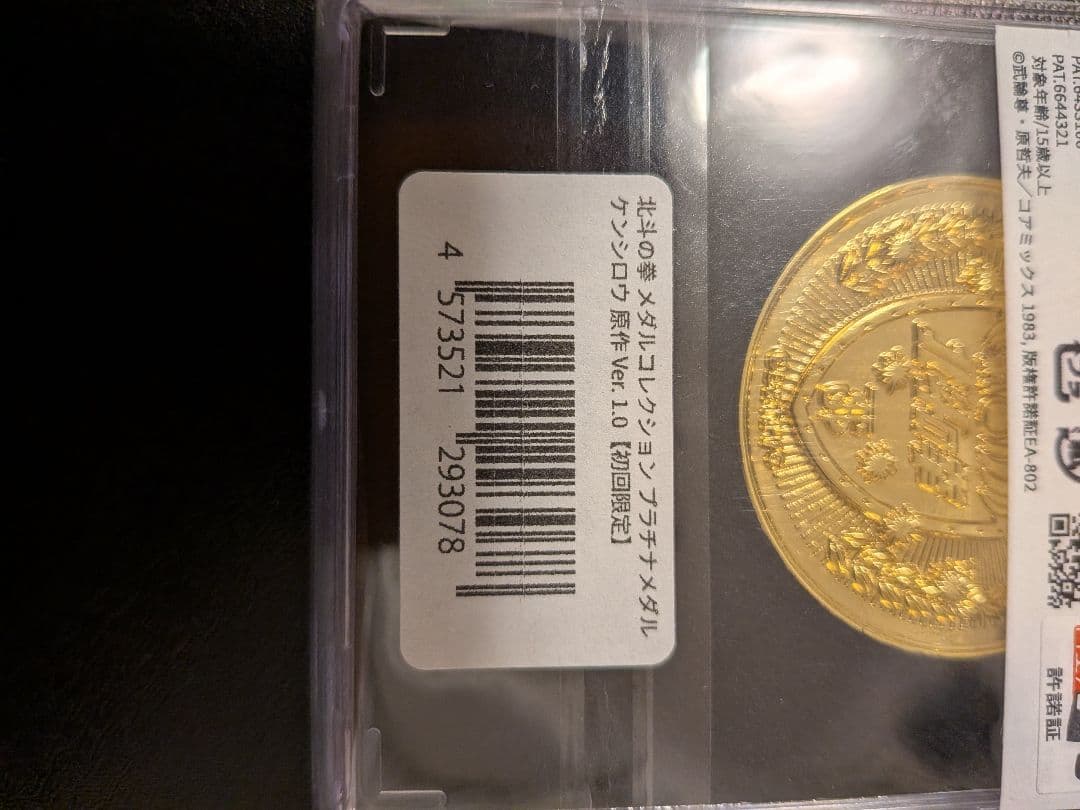 北斗の拳 メダルコレクション プラチナメダル
ケンシロウ 原作 Ver. 1.0【初回限定】
4 573521 293078
PAT.6644321
対象年齢/15歳以上
©武論尊・原哲夫/コアミックス 1983, 版権許諾証EA-802
許諾証